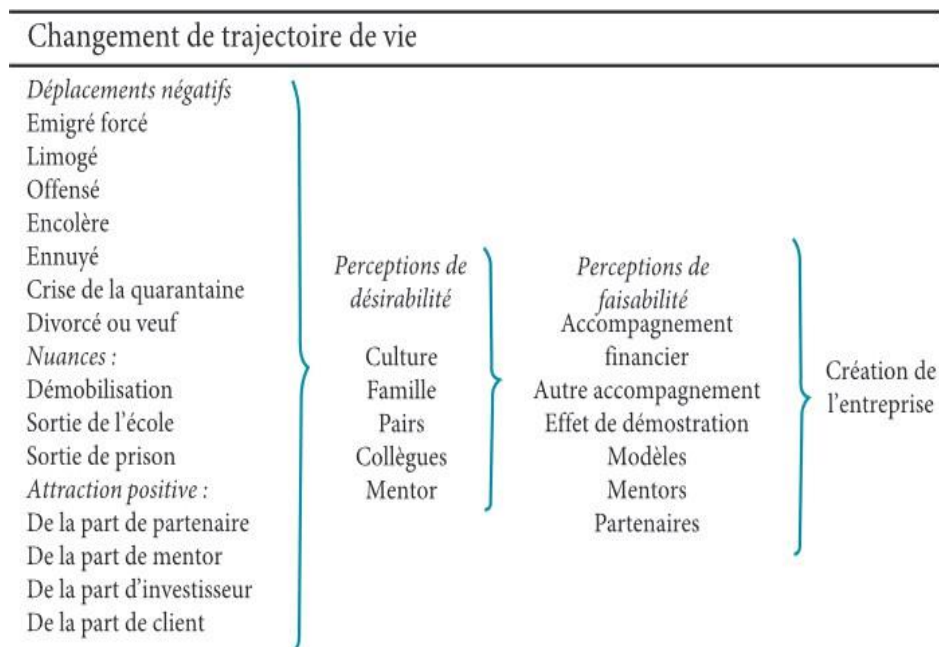 Changement de trajectoire de vie
Déplacements négatifs
Emigré forcé
Limogé
Offensé
Encolère
Ennuyé
Crise de la quarantaine
Divorcé ou veuf
Nuances :
Démobilisation
Sortie de l'école
Sortie de prison
Attraction positive :
De la part de partenaire
De la part de mentor
De la part d'investisseur
De la part de client
Perceptions de
désirabilité
Culture
Famille
Pairs
Collègues
Mentor
Perceptions de
faisabilité
Accompagnement
financier
Autre accompagnement
Effet de démostration
Modèles
Mentors
Partenaires
Création de
l'entreprise